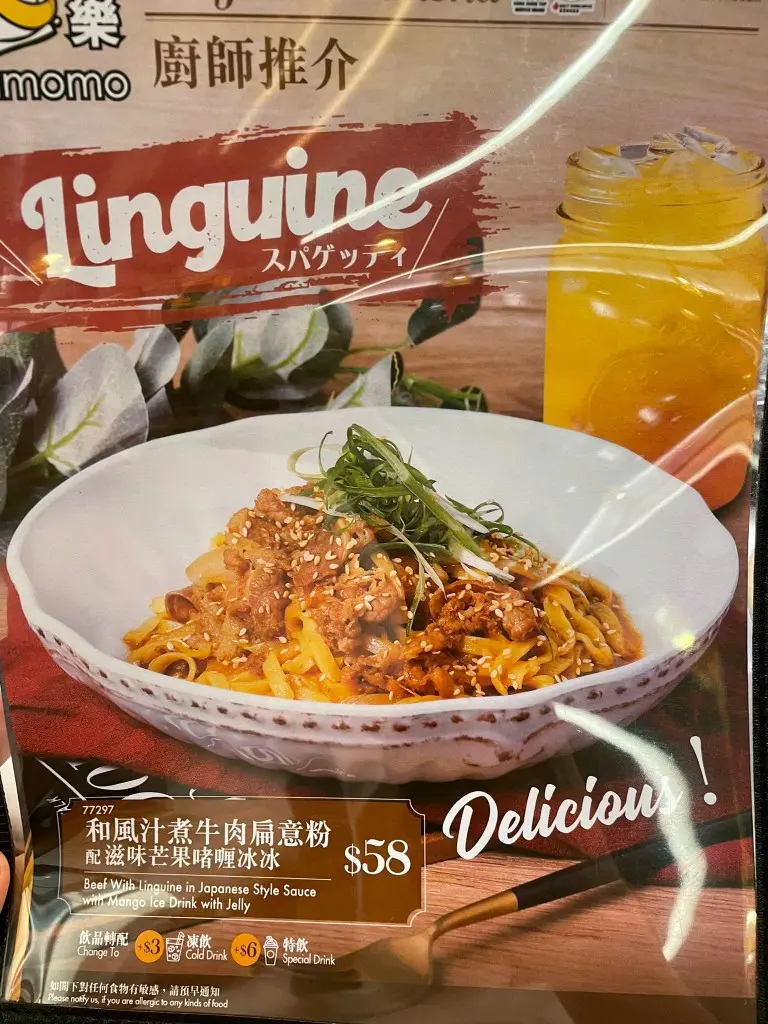 樂
momo
廚師推介
Linguine
スパゲッティ
77297
和風汁煮牛肉扁意粉
配滋味芒果啫喱冰冰
$58
Beef With Linguine in Japanese Style Sauce
with Mango Ice Drink with Jelly
Delicious!
飲品轉配
Change To
+$3
凍飲
Cold Drink
+$6
特飲
Special Drink
如閣下對任何食物有敏感，請預早通知
Please notify us, if you are allergic to any kinds of food